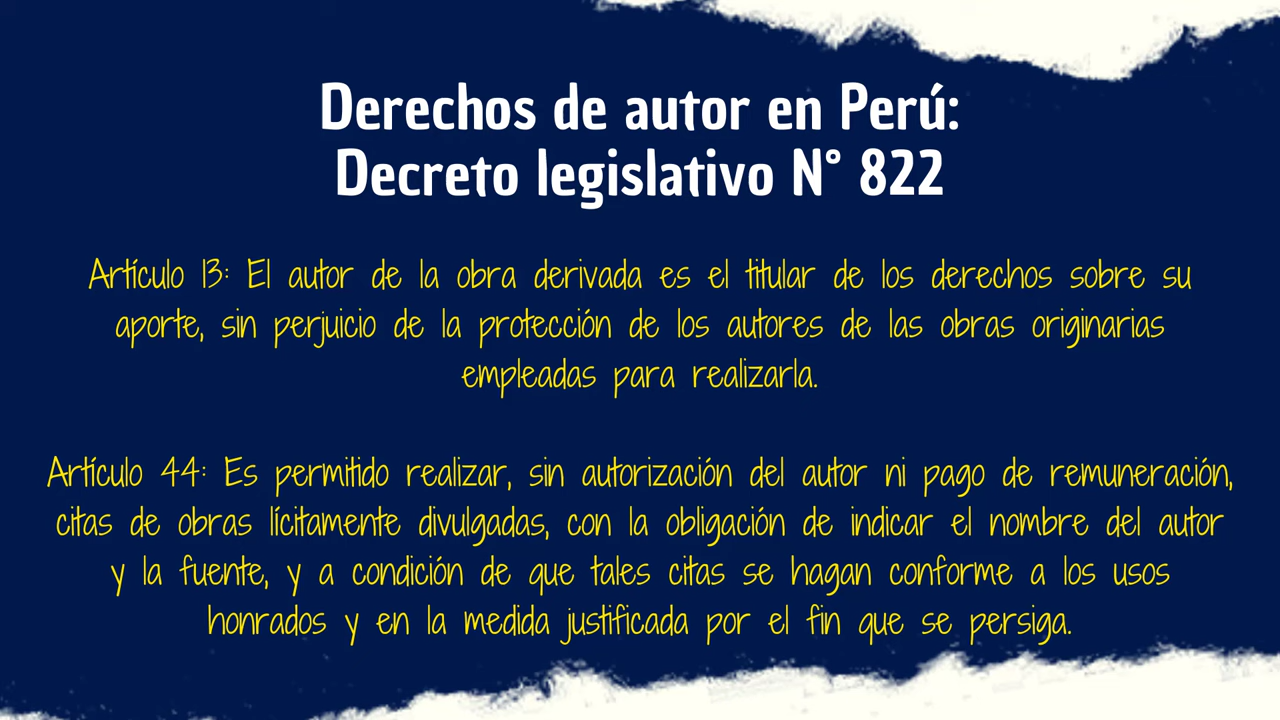 Derechos de autor en Perú:
Decreto legislativo N° 822
Artículo 13: El autor de la obra derivada es el titular de los derechos sobre su
aporte, sin perjuicio de la protección de los autores de las obras originarias
empleadas para realizarla.
Artículo 44: Es permitido realizar, sin autorización del autor ni pago de remuneración,
citas de obras lícitamente divulgadas, con la obligación de indicar el nombre del autor
y la fuente, y a condición de que tales citas se hagan conforme a los usos
honrados y en la medida justificada por el fin que se persiga.